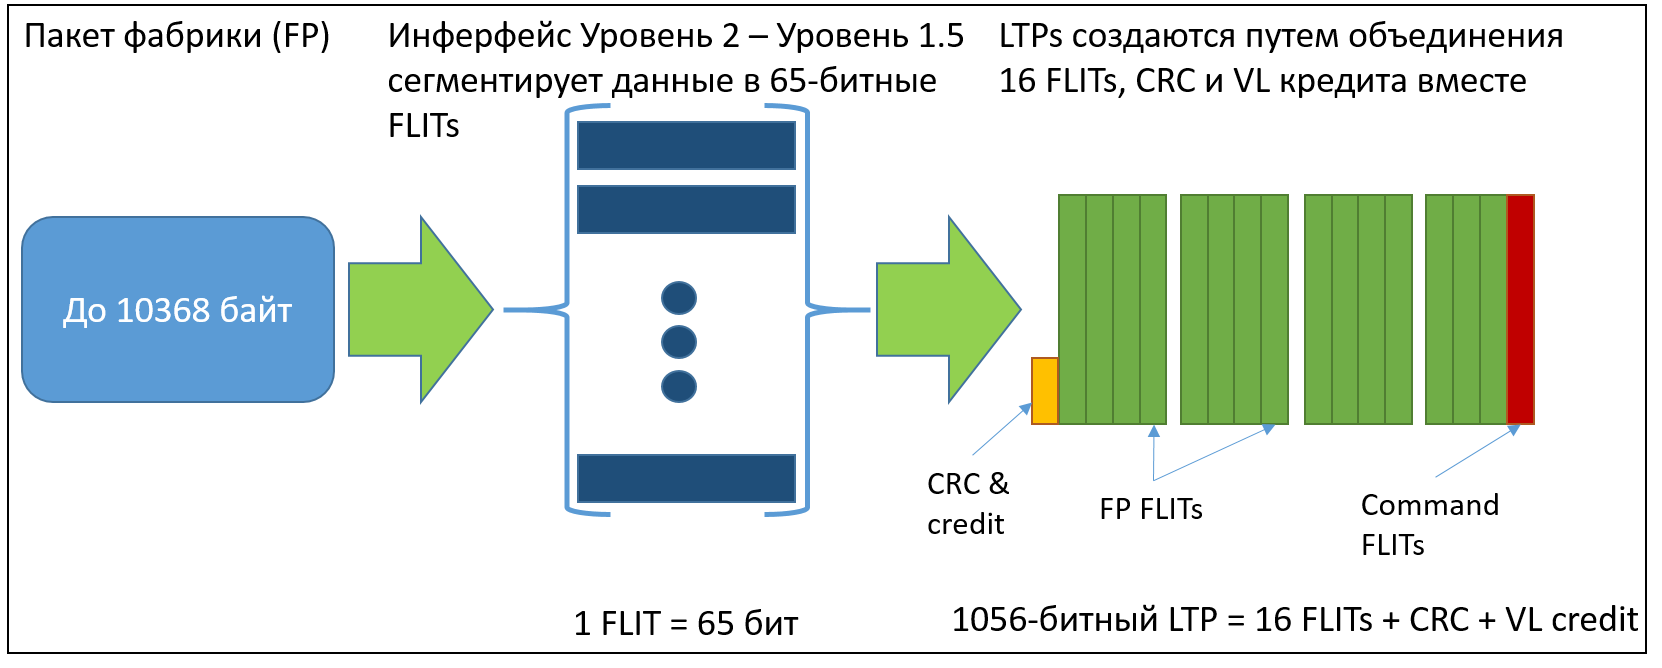 Пакет фабрики (FP)
Инферфейс Уровень 2 – Уровень 1.5
сегментирует данные в 65-битные
FLITs
LTPs создаются путем объединения
16 FLITs, CRC и VL кредита вместе
До 10368 байт
CRC &
credit
FP FLITs
Command
FLITs
1 FLIT = 65 бит
1056-битный LTP = 16 FLITs + CRC + VL credit